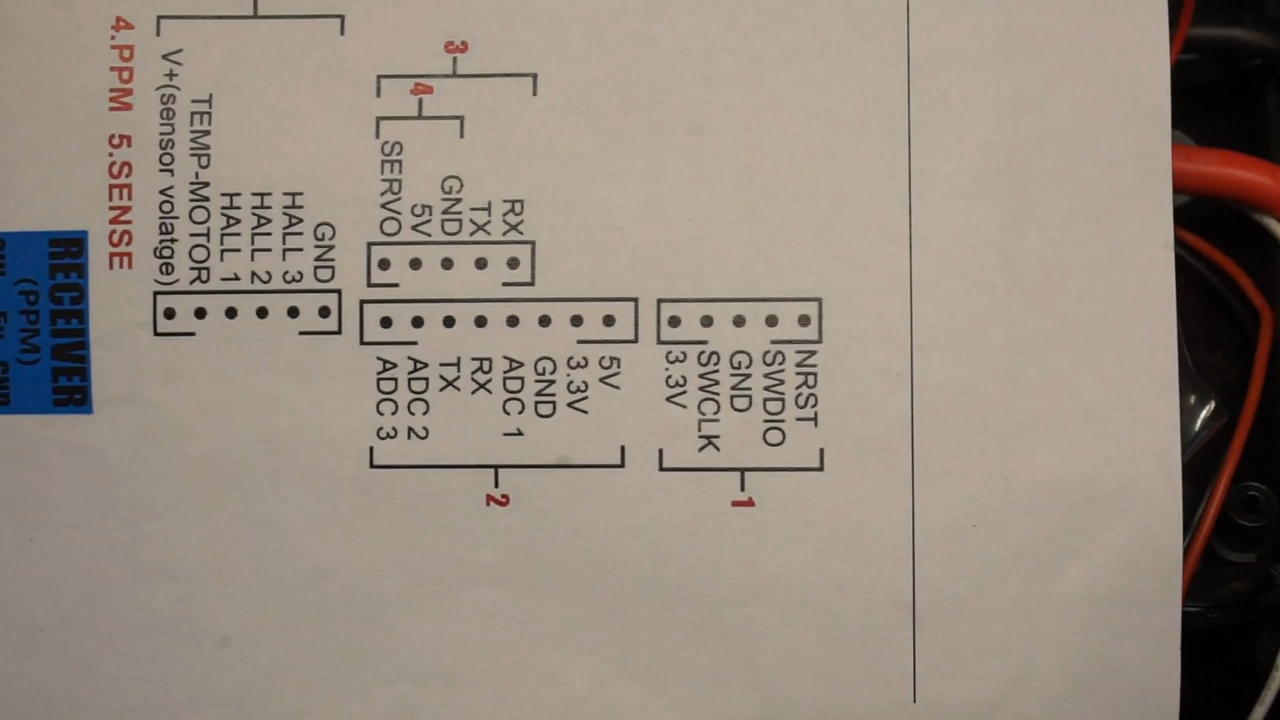 NRST
SWDIO
GND
SWCLK
3.3V
1
5V
3.3V
GND
ADC 1
RX
TX
ADC 2
ADC 3
2
3
4
RX
TX
GND
5V
SERVO
GND
HALL 3
HALL 2
HALL 1
TEMP-MOTOR
V+(sensor volatge)
4.PPM 5.SENSE
RECEIVER
(PPM)